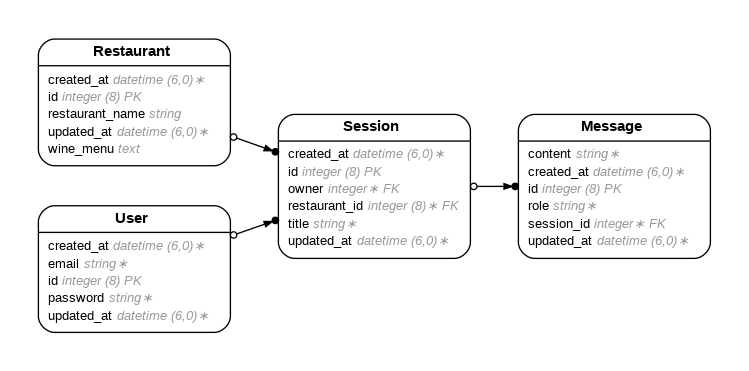 Restaurant
created_at datetime (6,0)∗
id integer (8) PK
restaurant_name string
updated_at datetime (6,0)∗
wine_menu text
User
created_at datetime (6,0)∗
email string∗
id integer (8) PK
password string∗
updated_at datetime (6,0)∗
Session
created_at datetime (6,0)∗
id integer (8) PK
owner integer∗ FK
restaurant_id integer (8)∗ FK
title string∗
updated_at datetime (6,0)∗
Message
content string∗
created_at datetime (6,0)∗
id integer (8) PK
role string∗
session_id integer∗ FK
updated_at datetime (6,0)∗